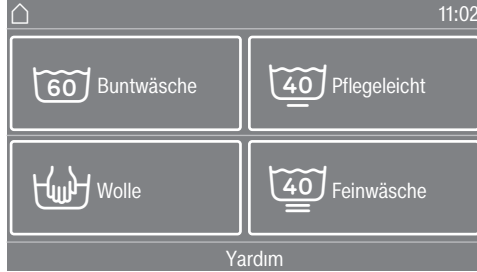 11:02
60 Buntwäsche
40 Pflegeleicht
Wolle
40 Feinwäsche
Yardım